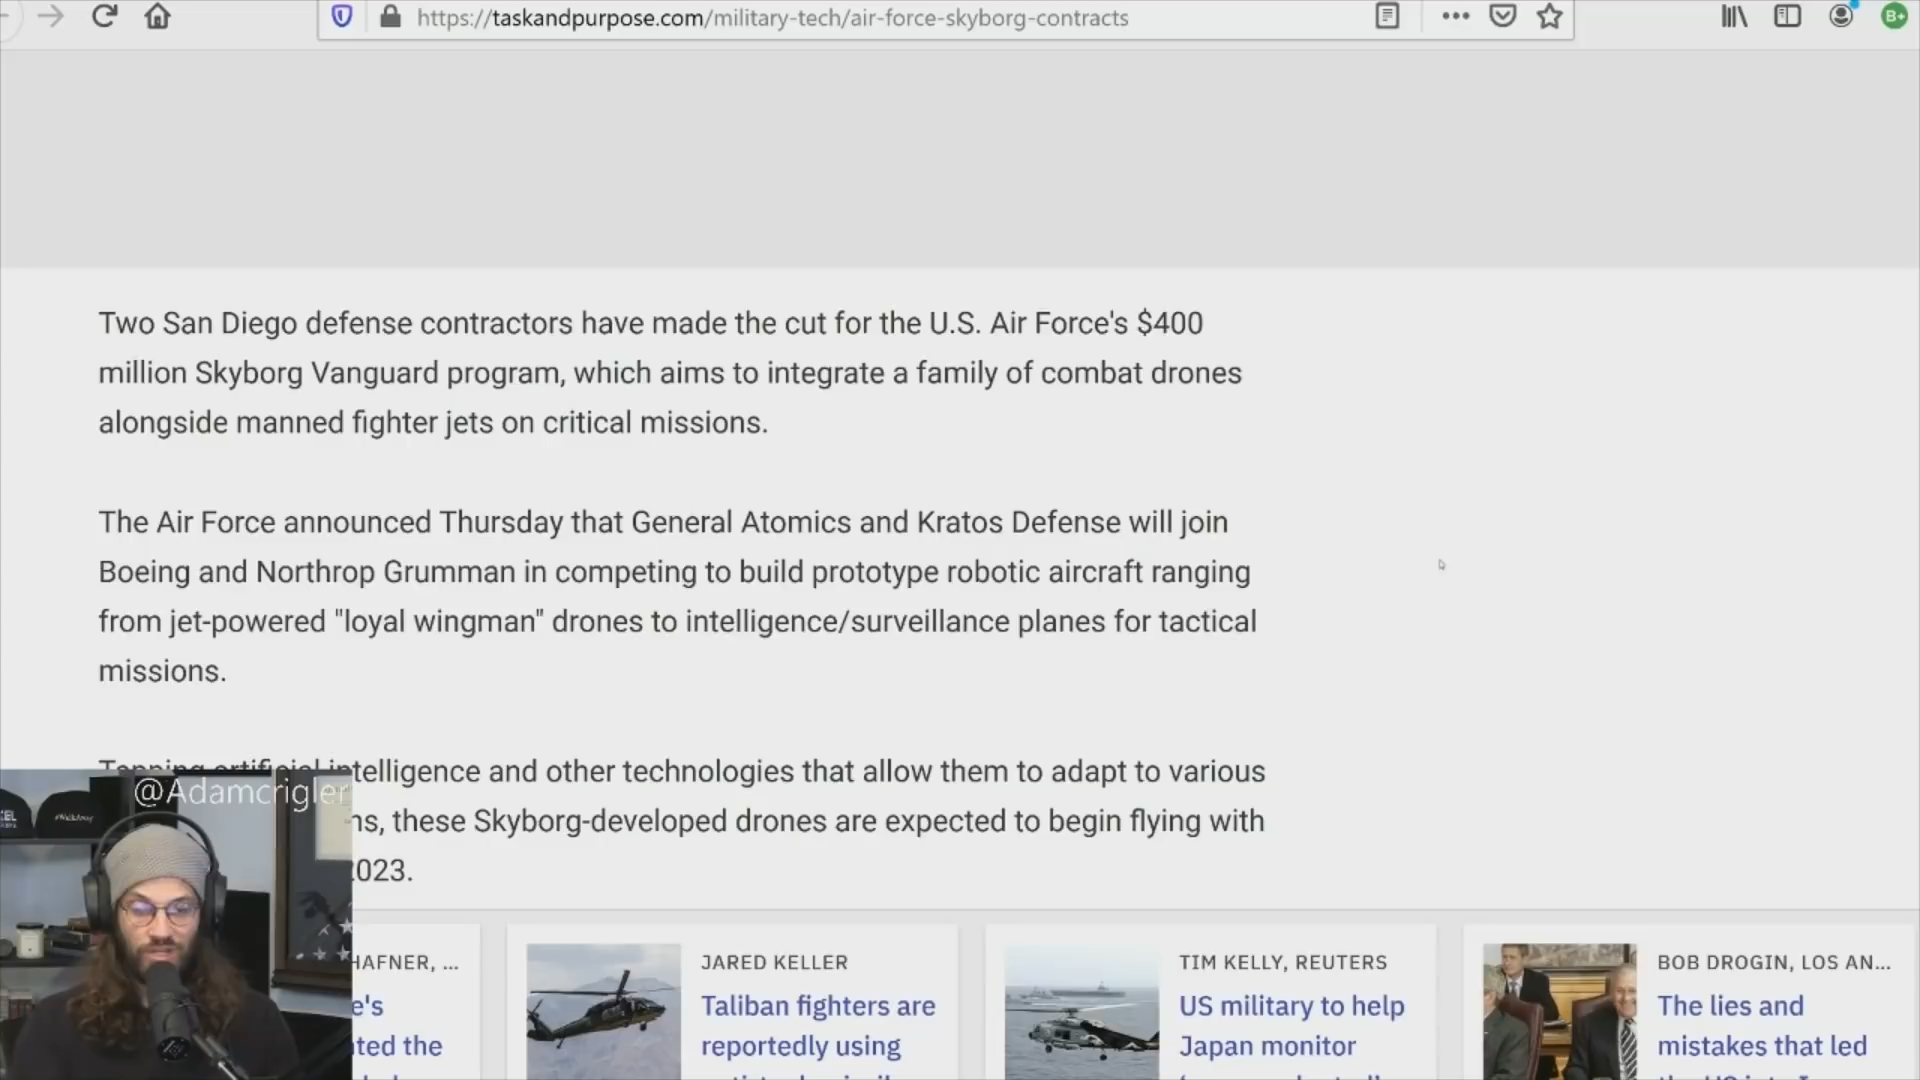 https://taskandpurpose.com/military-tech/air-force-skyborg-contracts
B+
Two San Diego defense contractors have made the cut for the U.S. Air Force's $400
million Skyborg Vanguard program, which aims to integrate a family of combat drones
alongside manned fighter jets on critical missions.
The Air Force announced Thursday that General Atomics and Kratos Defense will join
Boeing and Northrop Grumman in competing to build prototype robotic aircraft ranging
from jet-powered "loyal wingman" drones to intelligence/surveillance planes for tactical
missions.
Tapping artificial intelligence and other technologies that allow them to adapt to various
ns, these Skyborg-developed drones are expected to begin flying with
2023.
@Adamcrigler
#WalkAway
HAFNER, ...
e's
ted the
JARED KELLER
Taliban fighters are
reportedly using
TIM KELLY, REUTERS
US military to help
Japan monitor
BOB DROGIN, LOS AN...
The lies and
mistakes that led